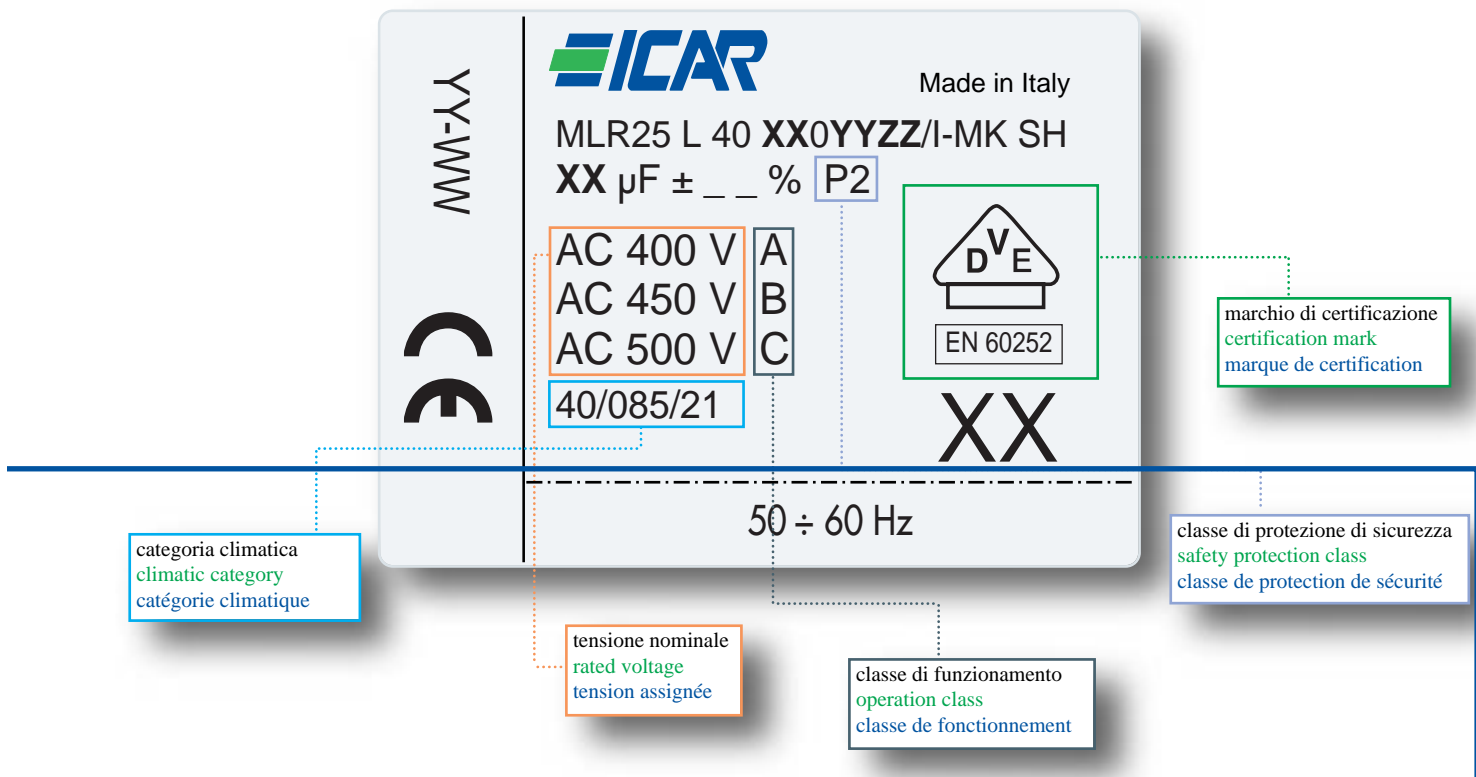 YY-WW
CE
ICAR
Made in Italy
MLR25 L 40 XX0YYZZ/I-MK SH
XX µF ± _ _ % P2
AC 400 V A
AC 450 V B
AC 500 V C
40/085/21
DVE
EN 60252
XX
50 ÷ 60 Hz
marchio di certificazione
certification mark
marque de certification
categoria climatica
climatic category
catégorie climatique
classe di protezione di sicurezza
safety protection class
classe de protection de sécurité
tensione nominale
rated voltage
tension assignée
classe di funzionamento
operation class
classe de fonctionnement